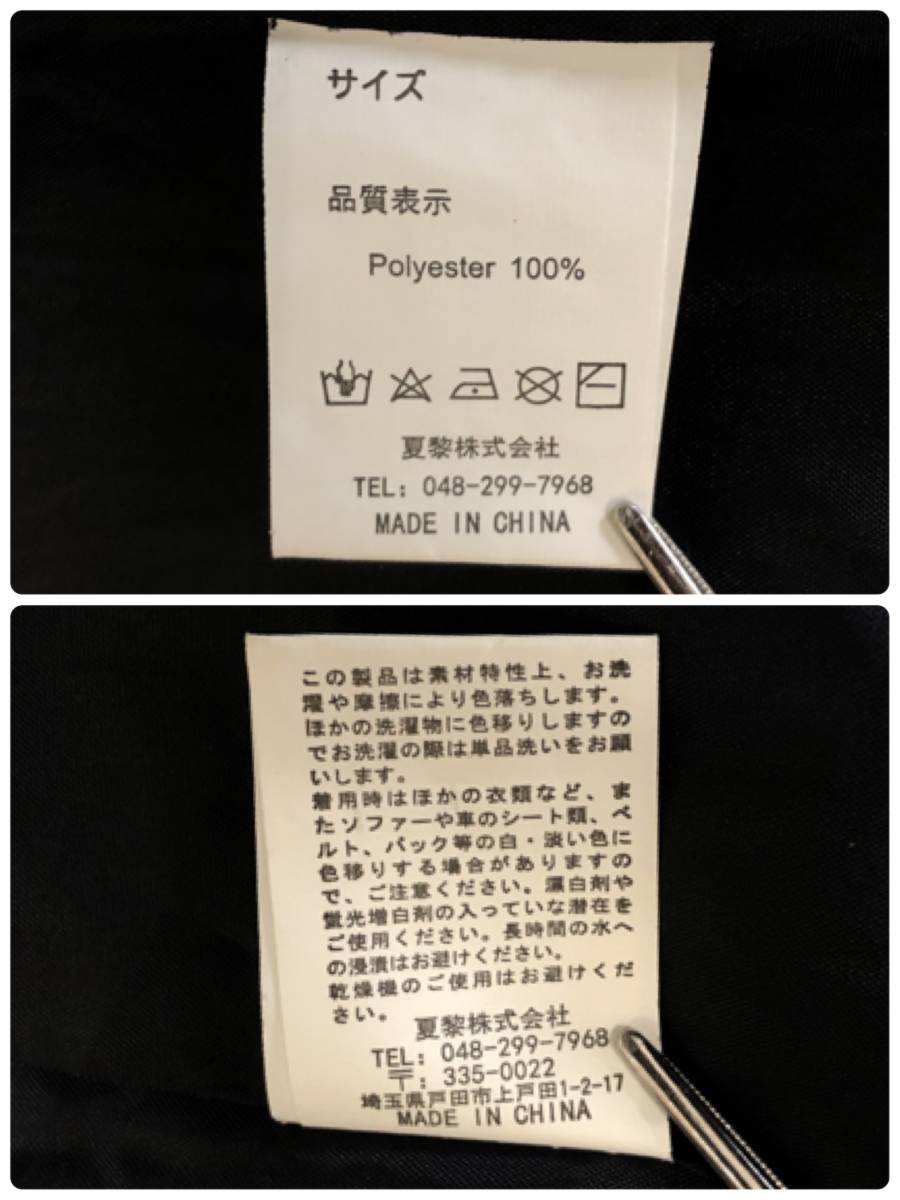 サイズ
品質表示
Polyester 100%
夏黎株式会社
TEL: 048-299-7968
MADE IN CHINA
この製品は素材特性上、お洗
濯や摩擦により色落ちします。
ほかの洗濯物に色移りしますの
でお洗濯の際は単品洗いをお願
いします。
着用時はほかの衣類など、ま
たソファーや車のシート類、ベ
ルト、バック等の白・淡い色に
色移りする場合がありますの
で、ご注意ください。漂白剤や
蛍光増白剤の入っていな潜在を
ご使用ください。長時間の水へ
の浸漬はお避けください。
乾燥機のご使用はお避けくだ
さい。
夏黎株式会社
TEL: 048-299-7968
〒: 335-0022
埼玉県戸田市上戸田1-2-17
MADE IN CHINA